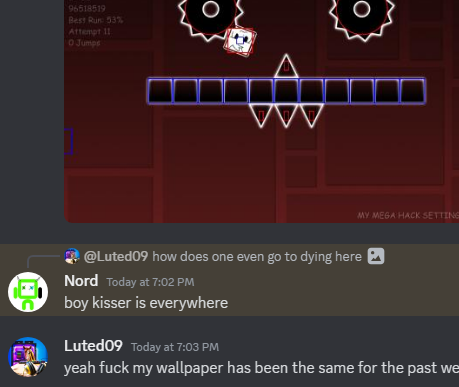 96518519
Best Run: 53%
Attempt 11
0 Jumps
MY MEGA HACK SETTING
@Luted09 how does one even go to dying here
Nord Today at 7:02 PM
boy kisser is everywhere
Luted09 Today at 7:03 PM
yeah fuck my wallpaper has been the same for the past we